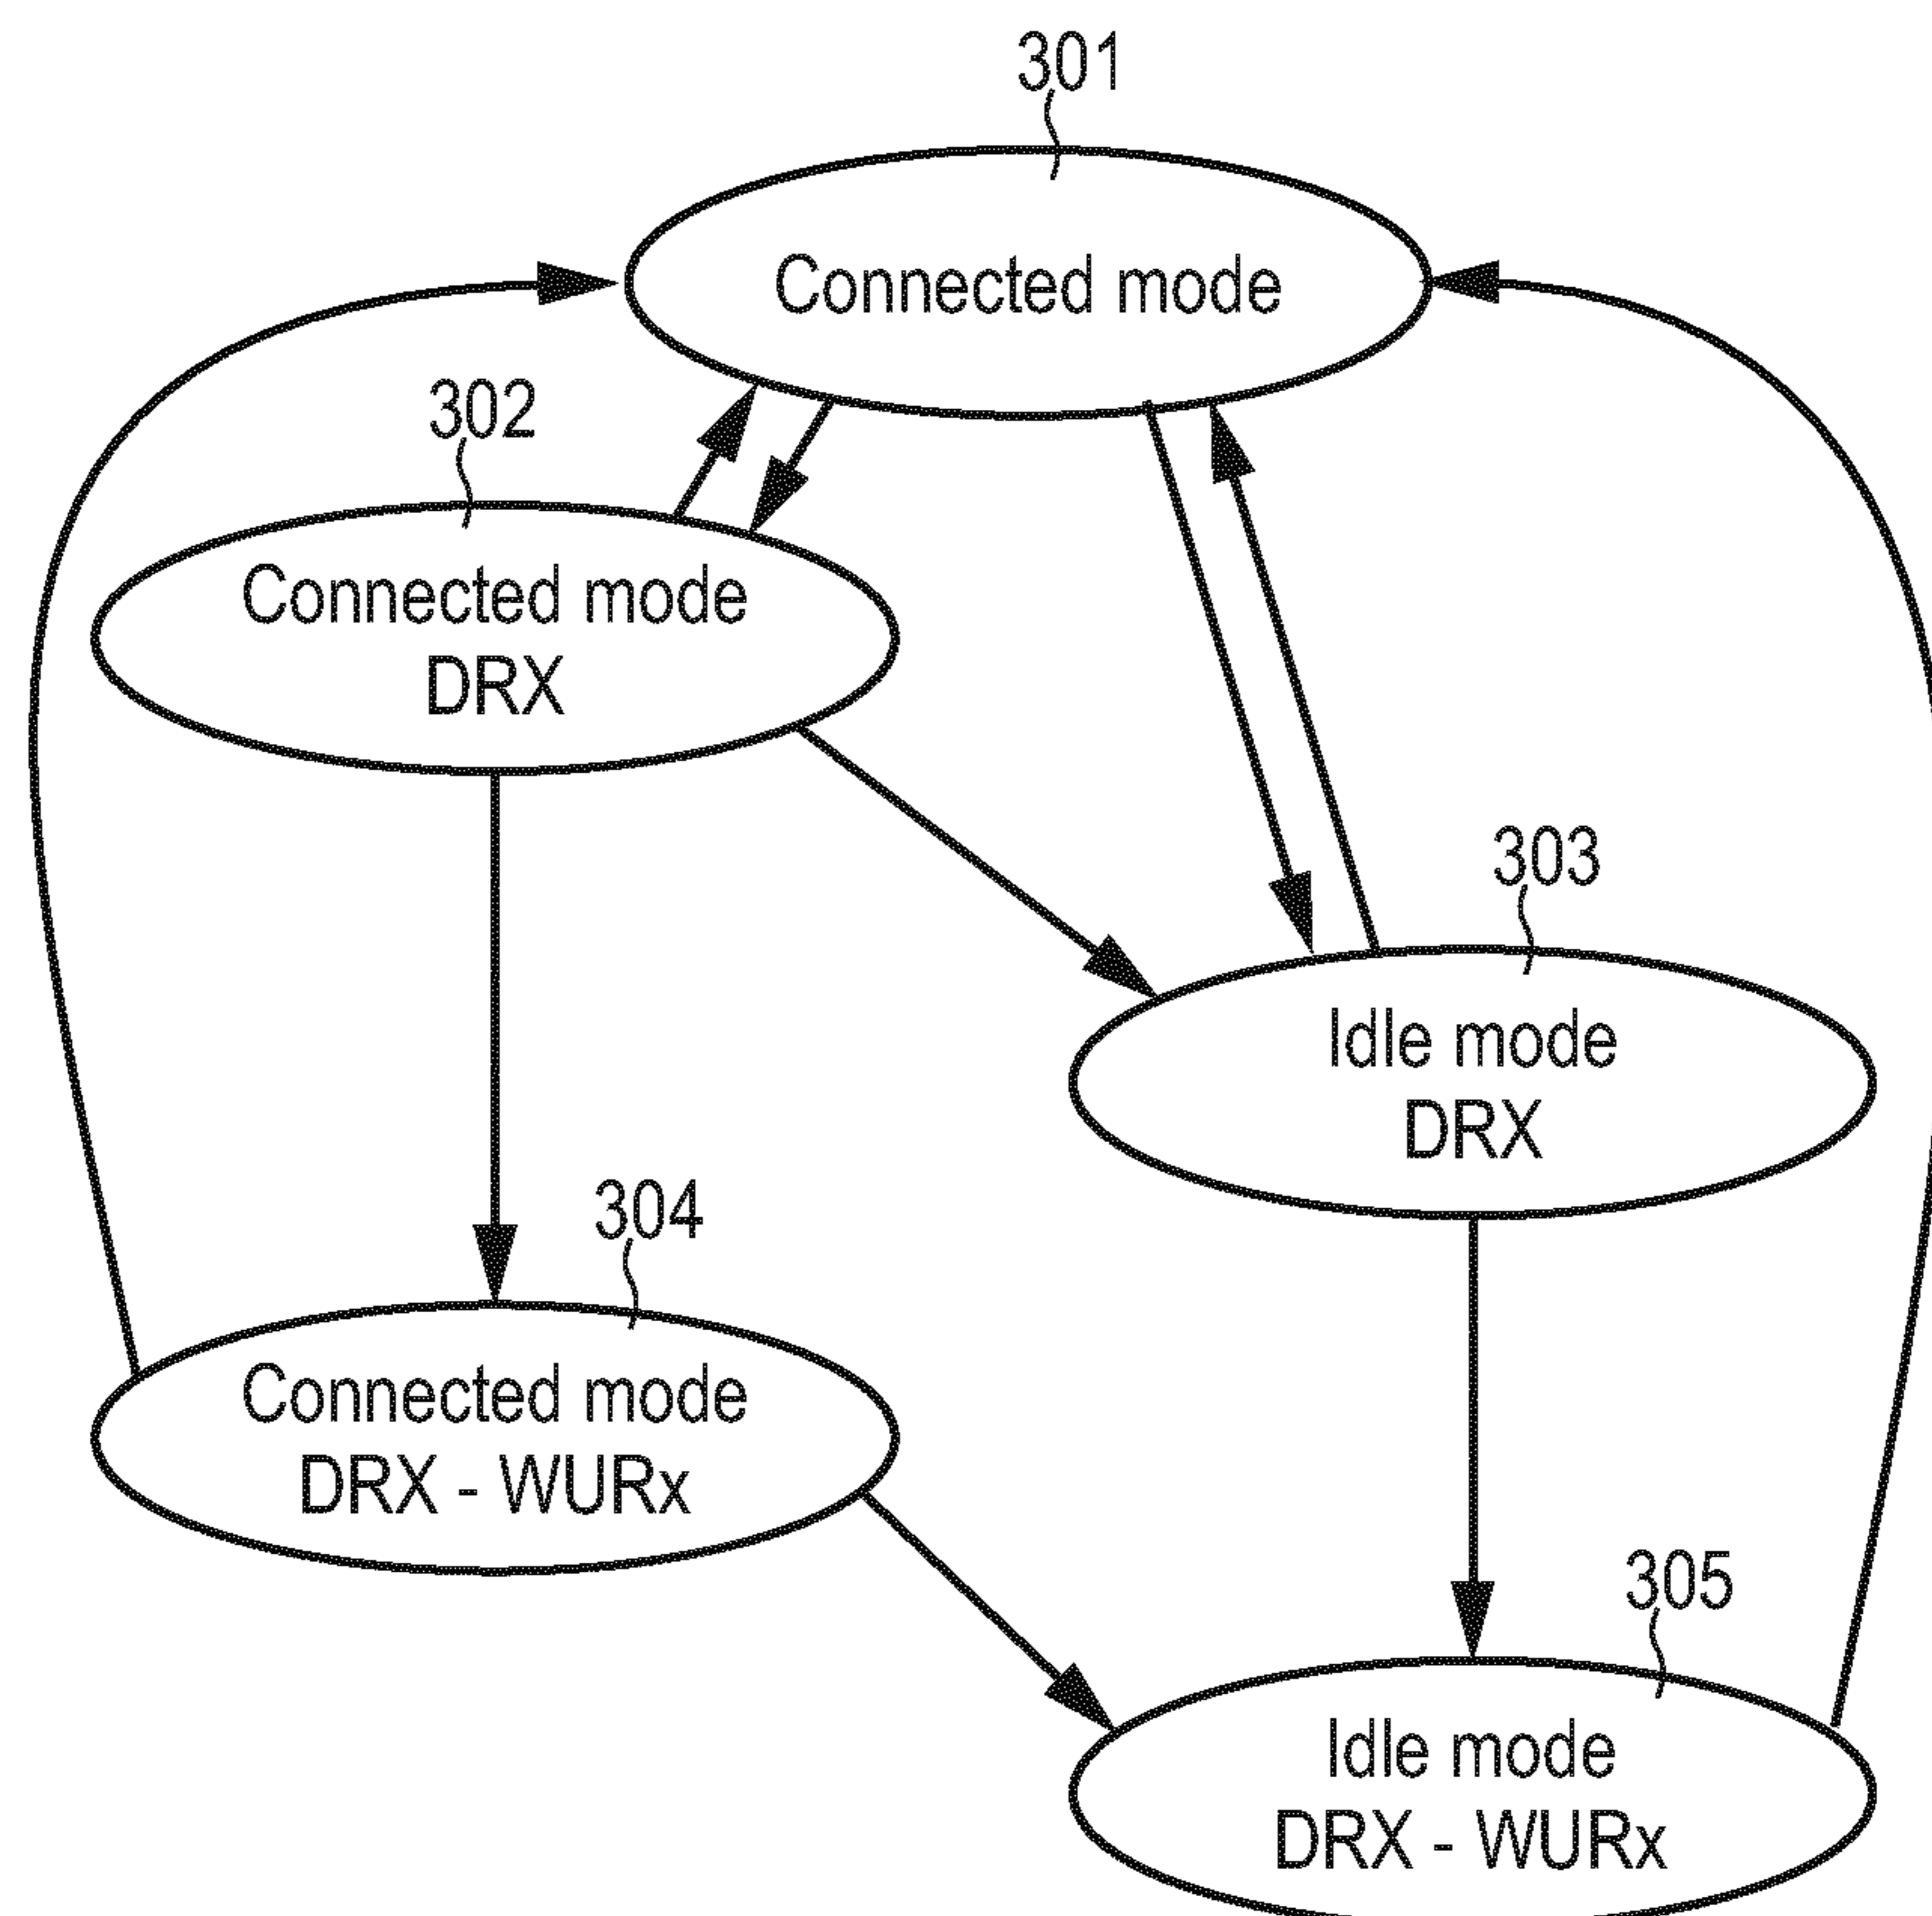 301
Connected mode
302
Connected mode
DRX
303
Idle mode
DRX
304
Connected mode
DRX - WURx
305
Idle mode
DRX - WURx